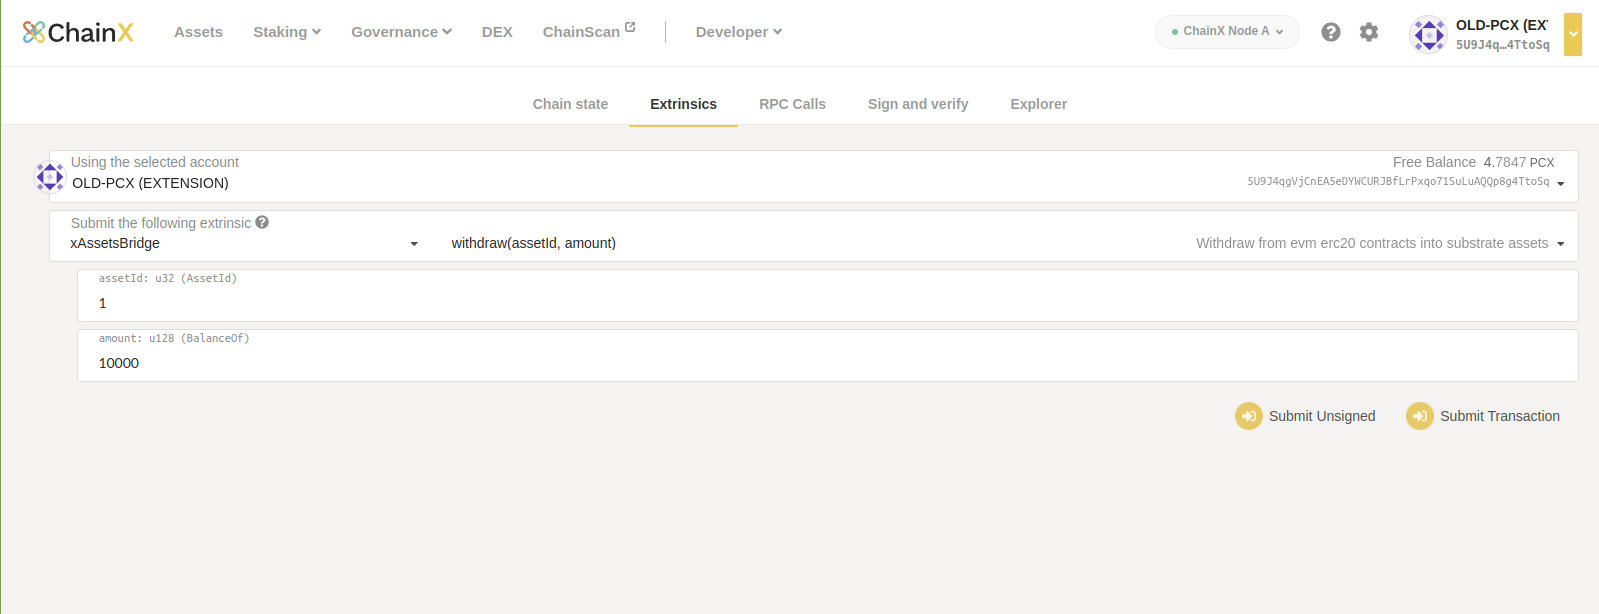 ChainX Assets Staking Governance DEX ChainScan Developer ChainX Node A OLD-PCX (EXT
5U9J4q…4TtoSq
Chain state Extrinsics RPC Calls Sign and verify Explorer
Using the selected account Free Balance 4.7847 PCX
OLD-PCX (EXTENSION) 5U9J4qgVjCnEA5eDYWCURJBfLrPxqo71SuLuAQQp8g4TtoSq
Submit the following extrinsic
xAssetsBridge withdraw(assetId, amount) Withdraw from evm erc20 contracts into substrate assets
assetId: u32 (AssetId)
1
amount: u128 (BalanceOf)
10000
Submit Unsigned Submit Transaction